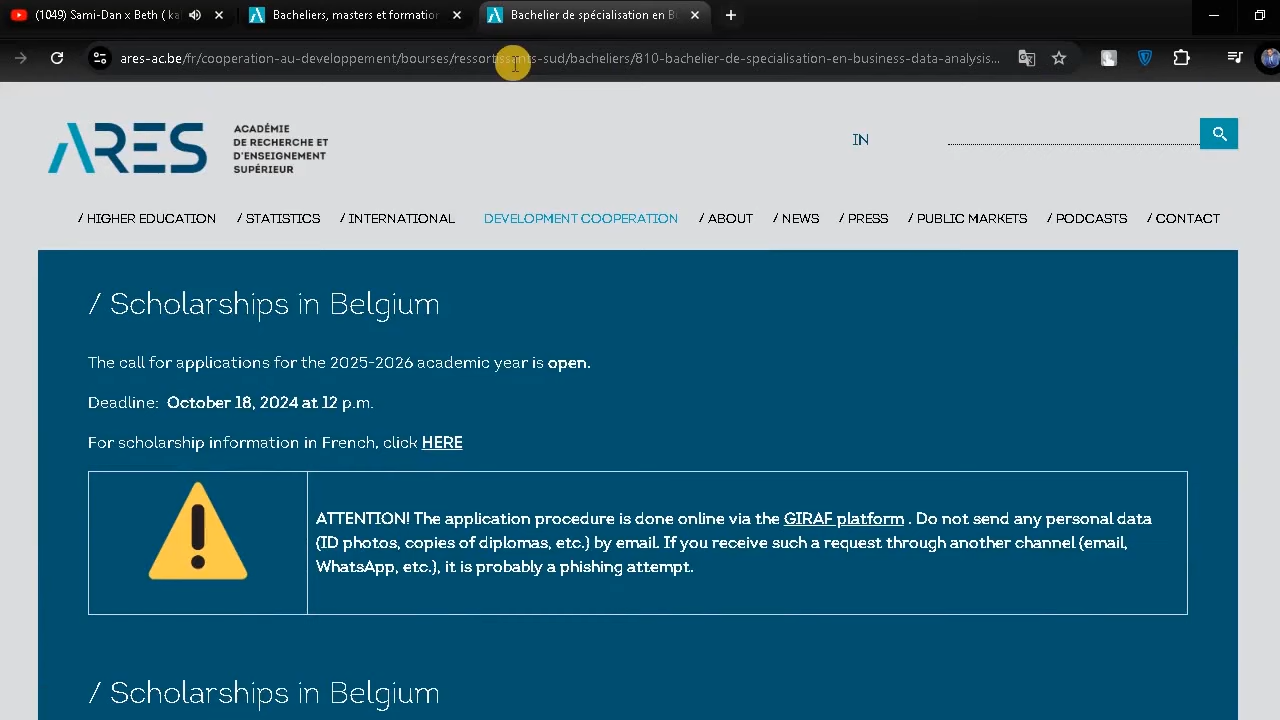 (1049) Sami-Dan x Beth ( ka
Bacheliers, masters et formation
Bachelier de spécialisation en B
ares-ac.be/fr/cooperation-au-developpement/bourses/ressortissants-sud/bacheliers/810-bachelier-de-specialisation-en-business-data-analysis...
ARES
ACADÉMIE
DE RECHERCHE ET
D'ENSEIGNEMENT
SUPÉRIEUR
IN
/ HIGHER EDUCATION / STATISTICS / INTERNATIONAL DEVELOPMENT COOPERATION / ABOUT / NEWS / PRESS / PUBLIC MARKETS / PODCASTS / CONTACT
/ Scholarships in Belgium
The call for applications for the 2025-2026 academic year is open.
Deadline: October 18, 2024 at 12 p.m.
For scholarship information in French, click HERE
ATTENTION! The application procedure is done online via the GIRAF platform . Do not send any personal data
(ID photos, copies of diplomas, etc.) by email. If you receive such a request through another channel (email,
WhatsApp, etc.), it is probably a phishing attempt.
/ Scholarships in Belgium